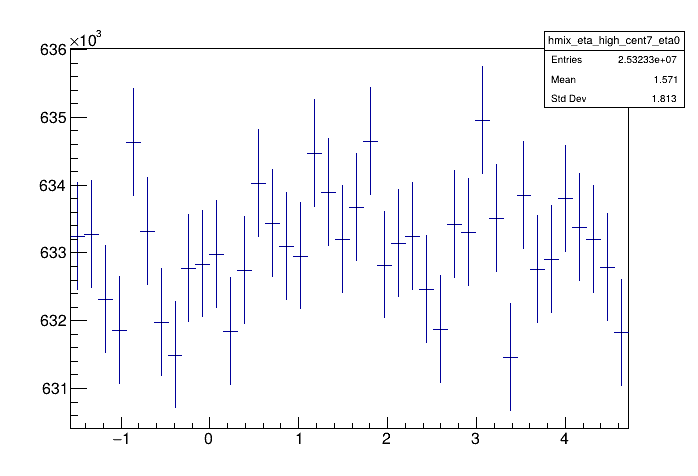 ×10³
hmix_eta_high_cent7_eta0
Entries 2.53233e+07
Mean 1.571
Std Dev 1.813
636
635
634
633
632
631
−1 0 1 2 3 4